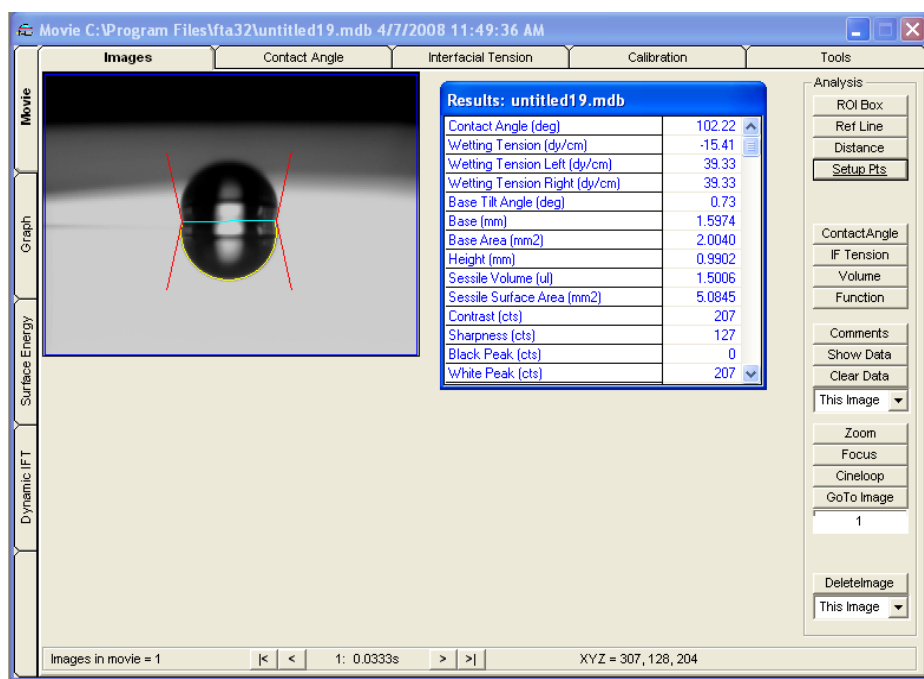 Movie C:\Program Files\fta32\untitled19.mdb 4/7/2008 11:49:36 AM
Images Contact Angle Interfacial Tension Calibration Tools
Movie
Graph
Surface Energy
Dynamic IFT
Results: untitled19.mdb
Contact Angle (deg) 102.22
Wetting Tension (dy/cm) -15.41
Wetting Tension Left (dy/cm) 39.33
Wetting Tension Right (dy/cm) 39.33
Base Tilt Angle (deg) 0.73
Base (mm) 1.5974
Base Area (mm2) 2.0040
Height (mm) 0.9902
Sessile Volume (ul) 1.5006
Sessile Surface Area (mm2) 5.0845
Contrast (cts) 207
Sharpness (cts) 127
Black Peak (cts) 0
White Peak (cts) 207
Analysis
ROI Box
Ref Line
Distance
Setup Pts
ContactAngle
IF Tension
Volume
Function
Comments
Show Data
Clear Data
This Image
Zoom
Focus
Cineloop
GoTo Image
1
DeleteImage
This Image
Images in movie = 1 |< < 1: 0.0333s > >| XYZ = 307, 128, 204